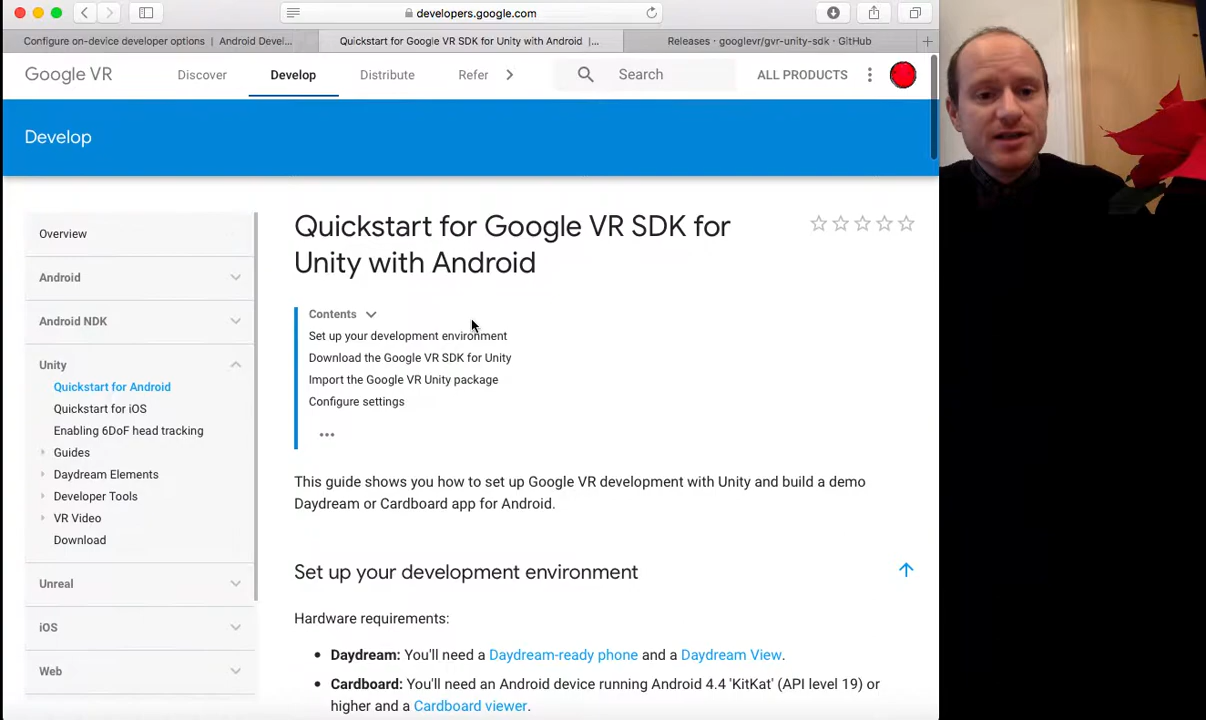 developers.google.com
Configure on-device developer options | Android Devel...
Quickstart for Google VR SDK for Unity with Android |...
Releases · googlevr/gvr-unity-sdk · GitHub
Google VR
Discover
Develop
Distribute
Refer
Search
ALL PRODUCTS
Develop
Overview
Android
Android NDK
Unity
Quickstart for Android
Quickstart for iOS
Enabling 6DoF head tracking
Guides
Daydream Elements
Developer Tools
VR Video
Download
Unreal
iOS
Web
Quickstart for Google VR SDK for
Unity with Android
Contents
Set up your development environment
Download the Google VR SDK for Unity
Import the Google VR Unity package
Configure settings
•••
This guide shows you how to set up Google VR development with Unity and build a demo
Daydream or Cardboard app for Android.
Set up your development environment
Hardware requirements:
• Daydream: You'll need a Daydream-ready phone and a Daydream View.
• Cardboard: You'll need an Android device running Android 4.4 'KitKat' (API level 19) or
higher and a Cardboard viewer.